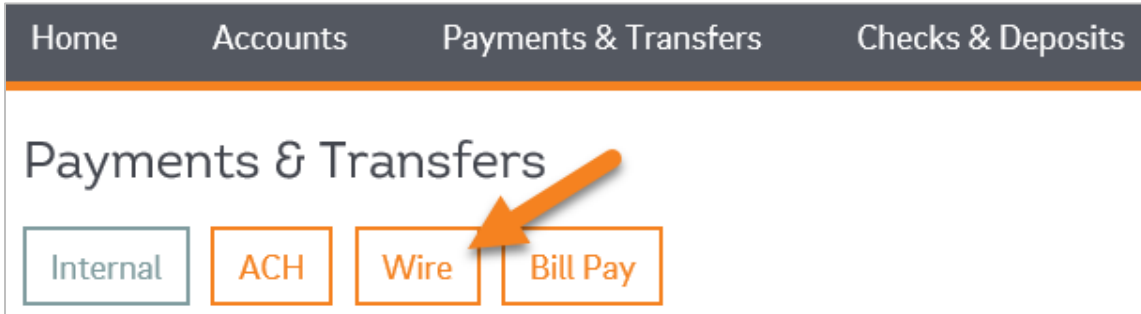 Home Accounts Payments & Transfers Checks & Deposits
Payments & Transfers
Internal ACH Wire Bill Pay